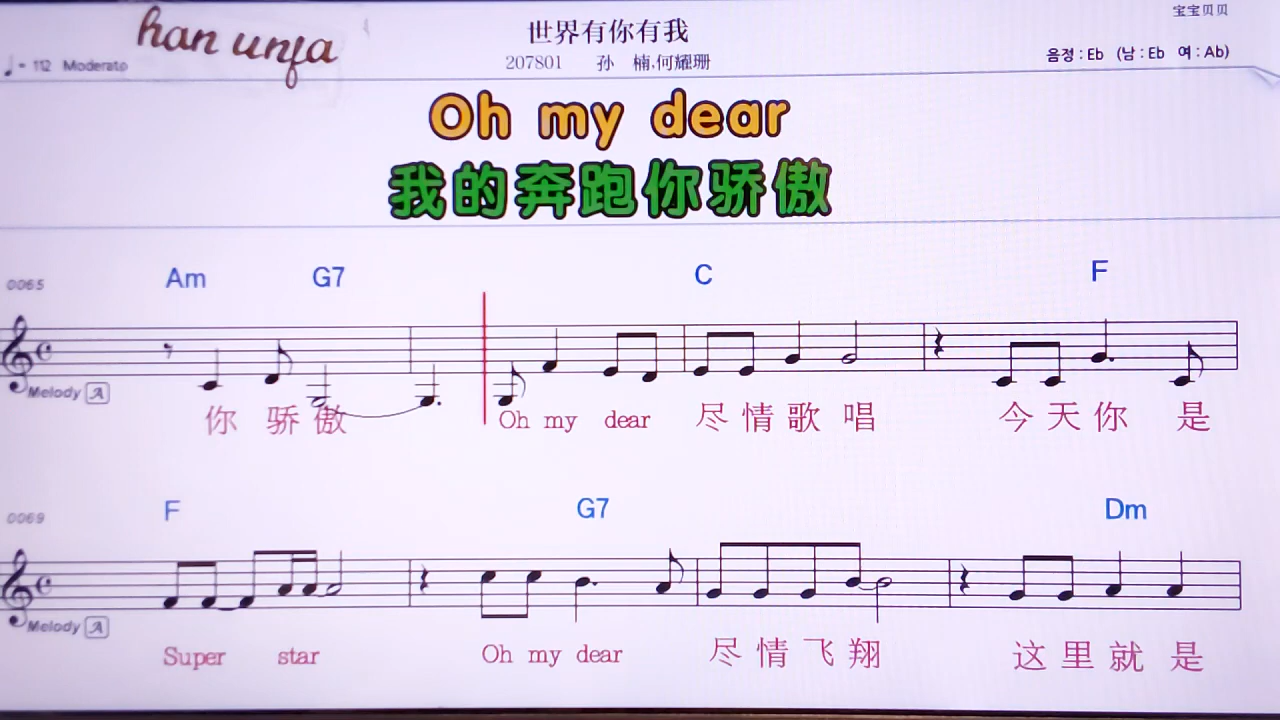 han unfa
世界有你有我
宝宝贝贝
♩= 112 Moderato
207801 孙 楠.何耀珊
음정 : Eb (남 : Eb 여 : Ab)
Oh my dear
我的奔跑你骄傲
0065 Am G7 C F
Melody A
你 骄 傲 Oh my dear 尽 情 歌 唱 今 天 你 是
0069 F G7 Dm
Melody A
Super star Oh my dear 尽 情 飞 翔 这 里 就 是